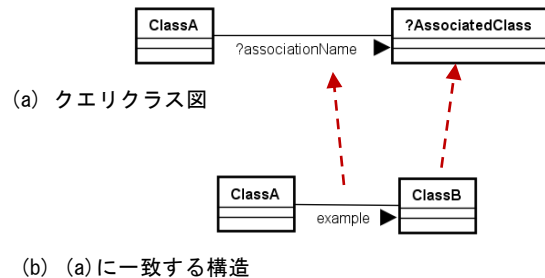 ClassA
?AssociatedClass
?associationName
(a) クエリクラス図
ClassA
ClassB
example
(b) (a)に一致する構造